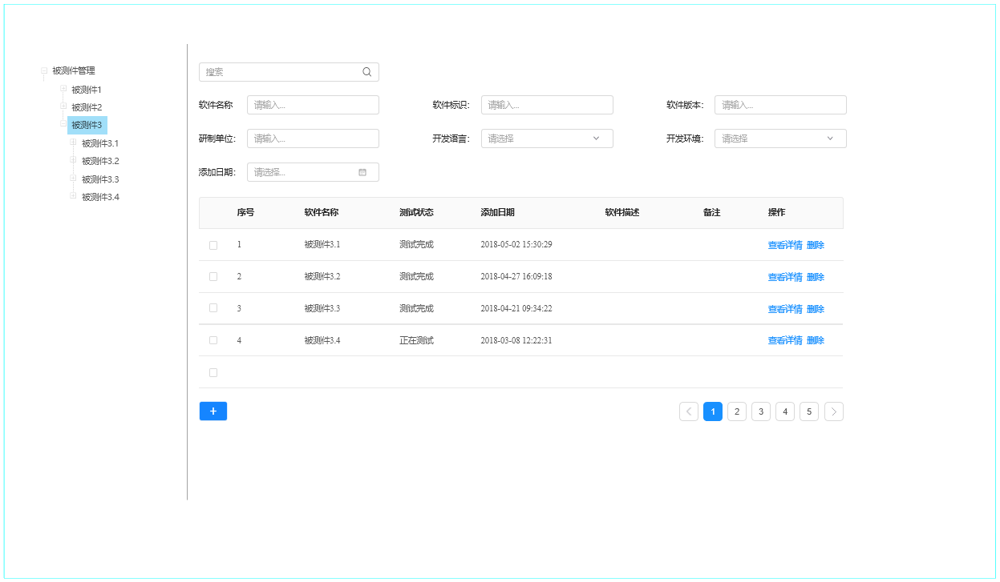 被测件管理
被测件1
被测件2
被测件3
被测件3.1
被测件3.2
被测件3.3
被测件3.4
搜索
软件名称 请输入... 软件标识: 请输入... 软件版本: 请输入...
研制单位: 请输入... 开发语言: 请选择 开发环境: 请选择
添加日期: 请选择...
序号 软件名称 测试状态 添加日期 软件描述 备注 操作
1 被测件3.1 测试完成 2018-05-02 15:30:29 查看详情 删除
2 被测件3.2 测试完成 2018-04-27 16:09:18 查看详情 删除
3 被测件3.3 测试完成 2018-04-21 09:34:22 查看详情 删除
4 被测件3.4 正在测试 2018-03-08 12:22:31 查看详情 删除
+ 1 2 3 4 5